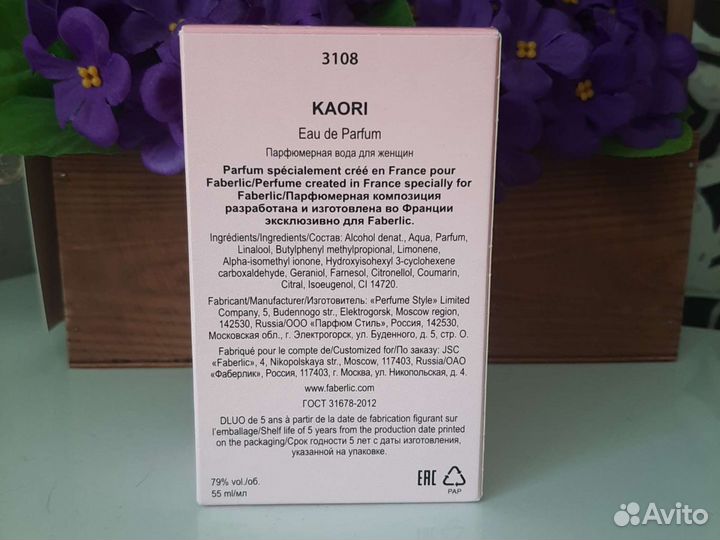 3108
KAORI
Eau de Parfum
Парфюмерная вода для женщин
Parfum spécialement créé en France pour
Faberlic/Perfume created in France specially for
Faberlic/Парфюмерная композиция
разработана и изготовлена во Франции
эксклюзивно для Faberlic.
Ingrédients/Ingredients/Состав: Alcohol denat., Aqua, Parfum,
Linalool, Butylphenyl methylpropional, Limonene,
Alpha-isomethyl ionone, Hydroxyisohexyl 3-cyclohexene
carboxaldehyde, Geraniol, Farnesol, Citronellol, Coumarin,
Citral, Isoeugenol, CI 14720.
Fabricant/Manufacturer/Изготовитель: «Perfume Style» Limited
Company, 5, Budennogo str., Elektrogorsk, Moscow region,
142530, Russia/ООО «Парфюм Стиль», Россия, 142530,
Московская обл., г. Электрогорск, ул. Буденного, д. 5, стр. О.
Fabriqué pour le compte de/Customized for/По заказу: JSC
«Faberlic», 4, Nikopolskaya str., Moscow, 117403, Russia/ОАО
«Фаберлик», Россия, 117403, г. Москва, ул. Никопольская, д. 4.
www.faberlic.com
ГОСТ 31678-2012
DLUO de 5 ans à partir de la date de fabrication figurant sur
l'emballage/Shelf life of 5 years from the production date printed
on the packaging/Срок годности 5 лет с даты изготовления,
указанной на упаковке.
79% vol./об.
55 ml/мл
EAC
PAP
Avito